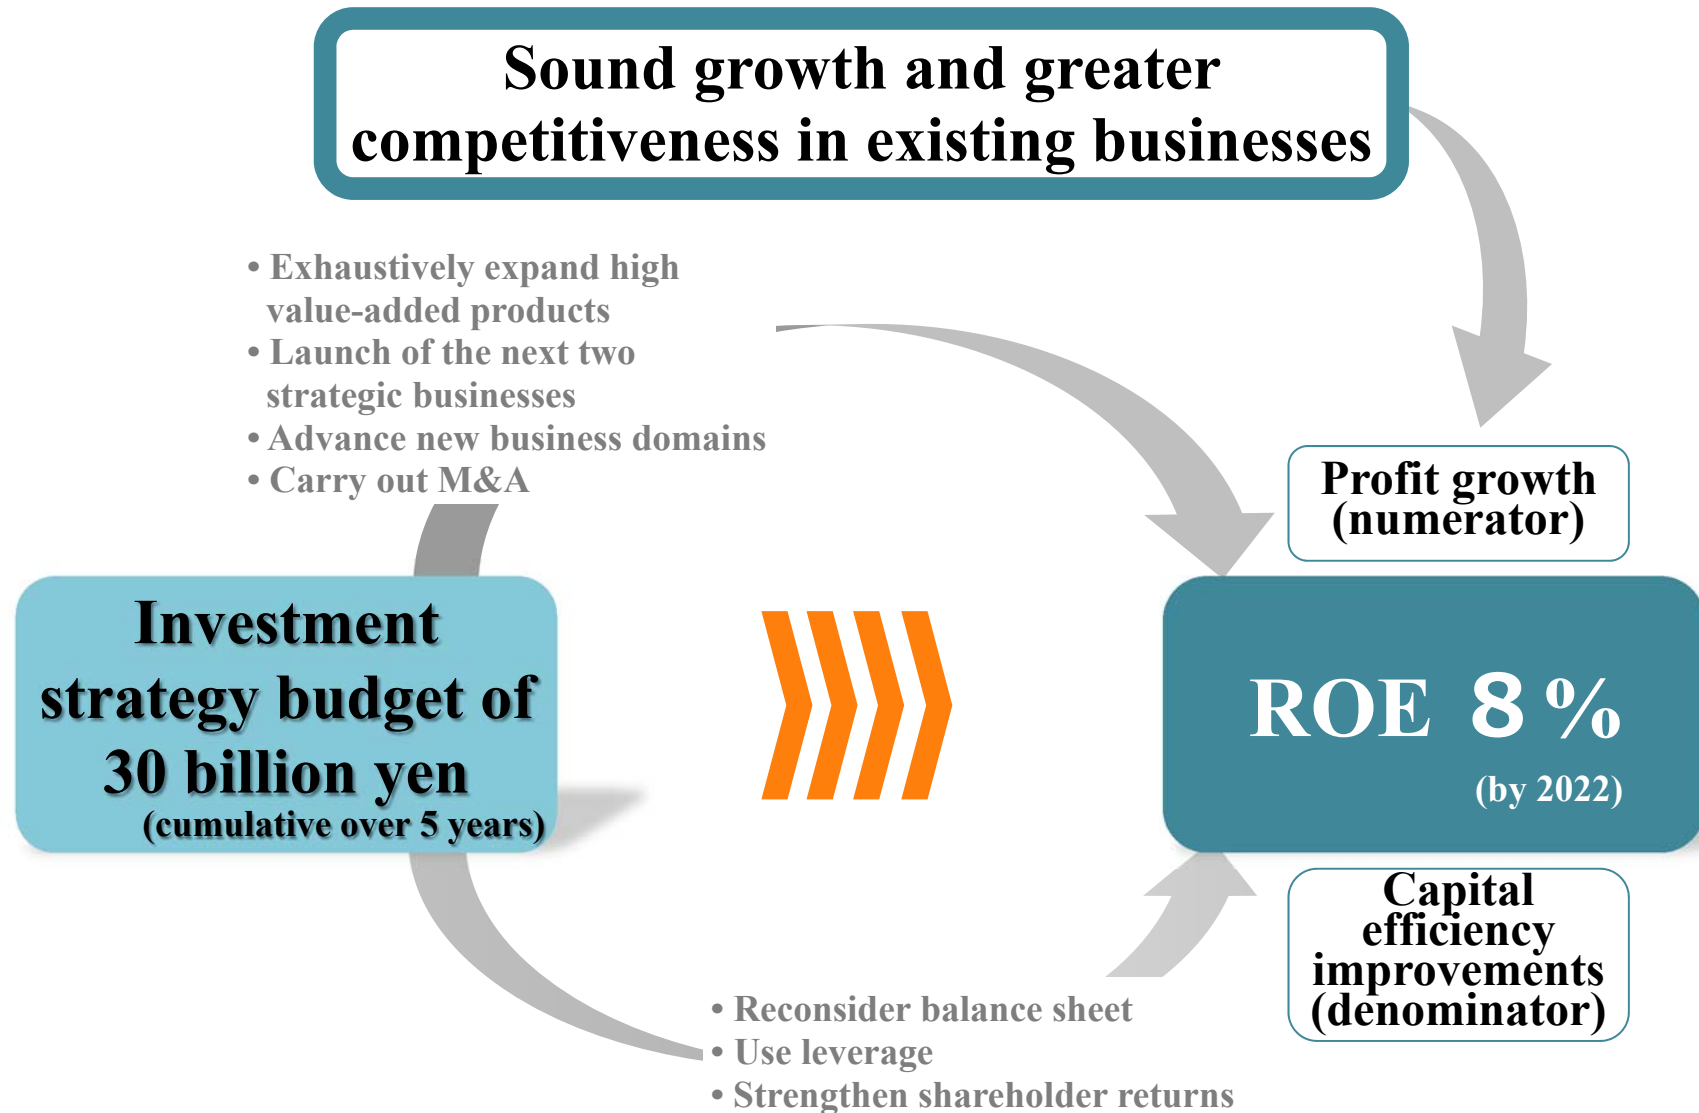 Sound growth and greater
competitiveness in existing businesses
• Exhaustively expand high
value-added products
• Launch of the next two
strategic businesses
• Advance new business domains
• Carry out M&A
Profit growth
(numerator)
Investment
strategy budget of
30 billion yen
(cumulative over 5 years)
ROE 8%
(by 2022)
Capital
efficiency
improvements
(denominator)
• Reconsider balance sheet
• Use leverage
• Strengthen shareholder returns